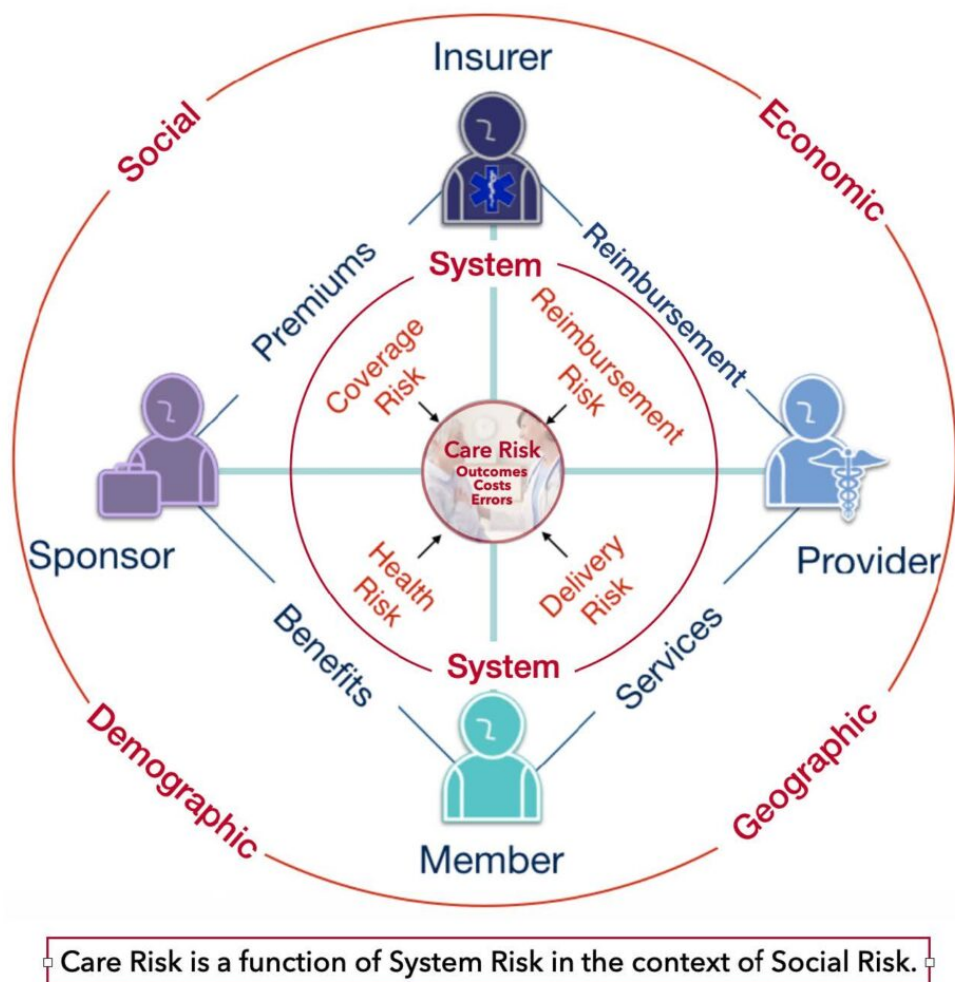 Insurer
Social
Economic
Premiums
Reimbursement
System
Coverage
Risk
Reimbursement
Risk
Care Risk
Outcomes
Costs
Errors
Sponsor
Provider
Health
Risk
Delivery
Risk
Benefits
Services
System
Demographic
Geographic
Member
Care Risk is a function of System Risk in the context of Social Risk.